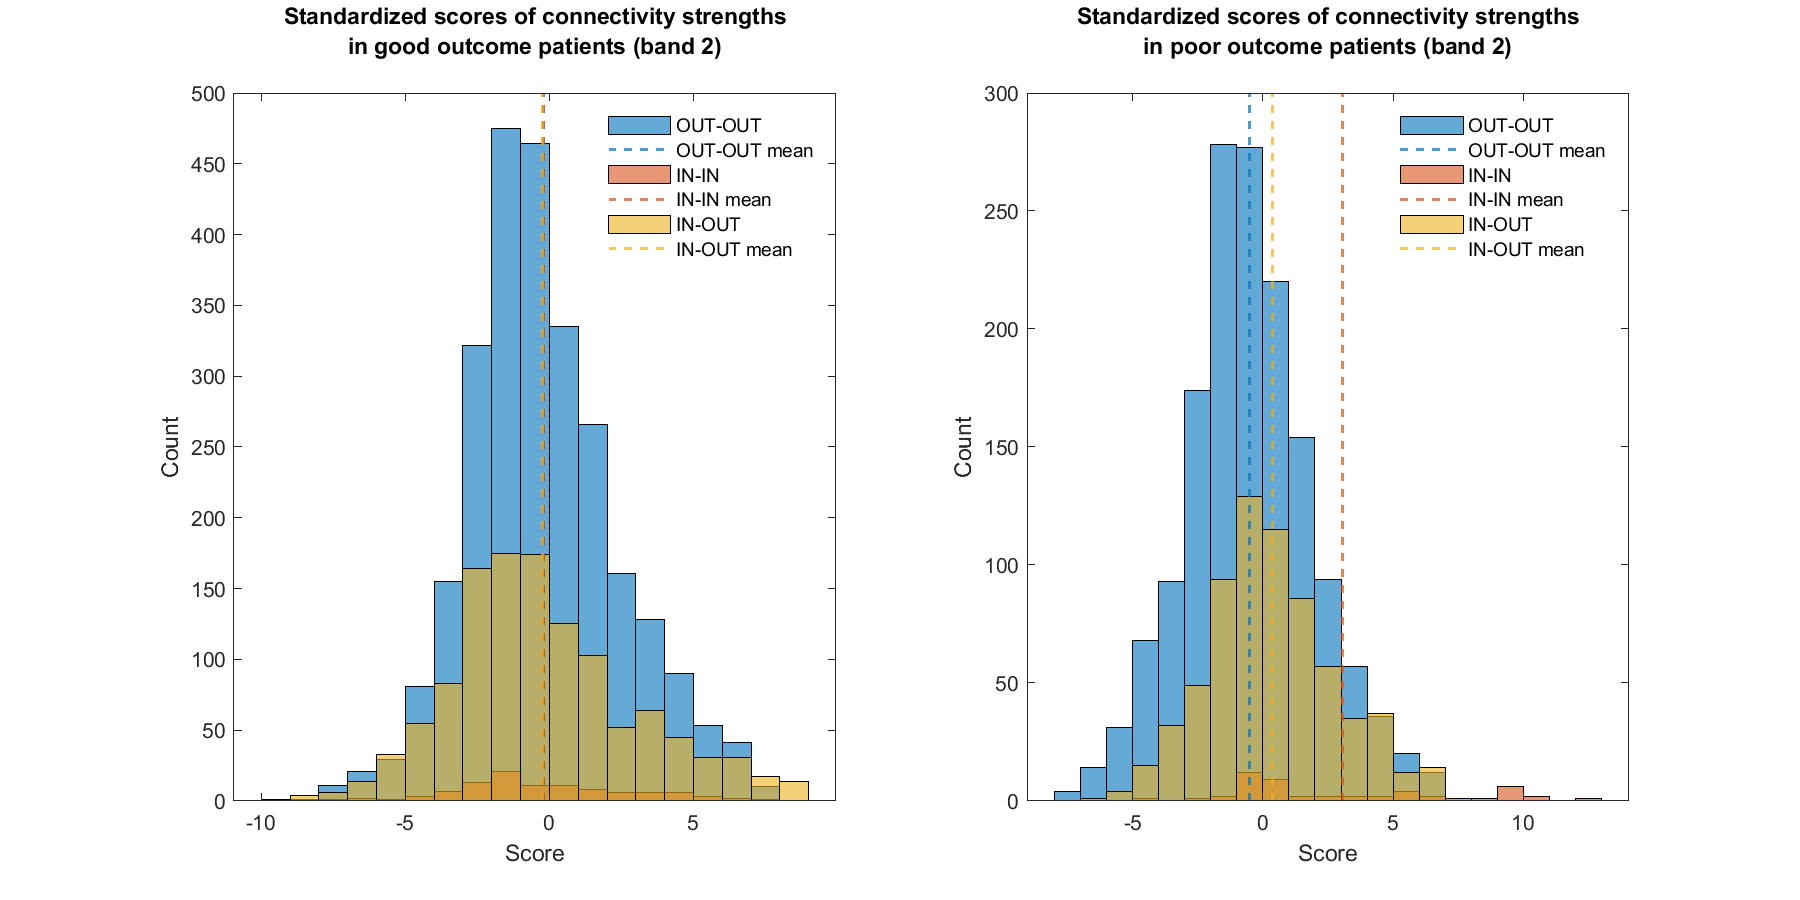 Standardized scores of connectivity strengths
in good outcome patients (band 2)
500
450
400
350
300
250
200
150
100
50
0
Count
-10
-5
0
5
Score
OUT-OUT
OUT-OUT mean
IN-IN
IN-IN mean
IN-OUT
IN-OUT mean
Standardized scores of connectivity strengths
in poor outcome patients (band 2)
300
250
200
150
100
50
0
Count
-5
0
5
10
Score
OUT-OUT
OUT-OUT mean
IN-IN
IN-IN mean
IN-OUT
IN-OUT mean